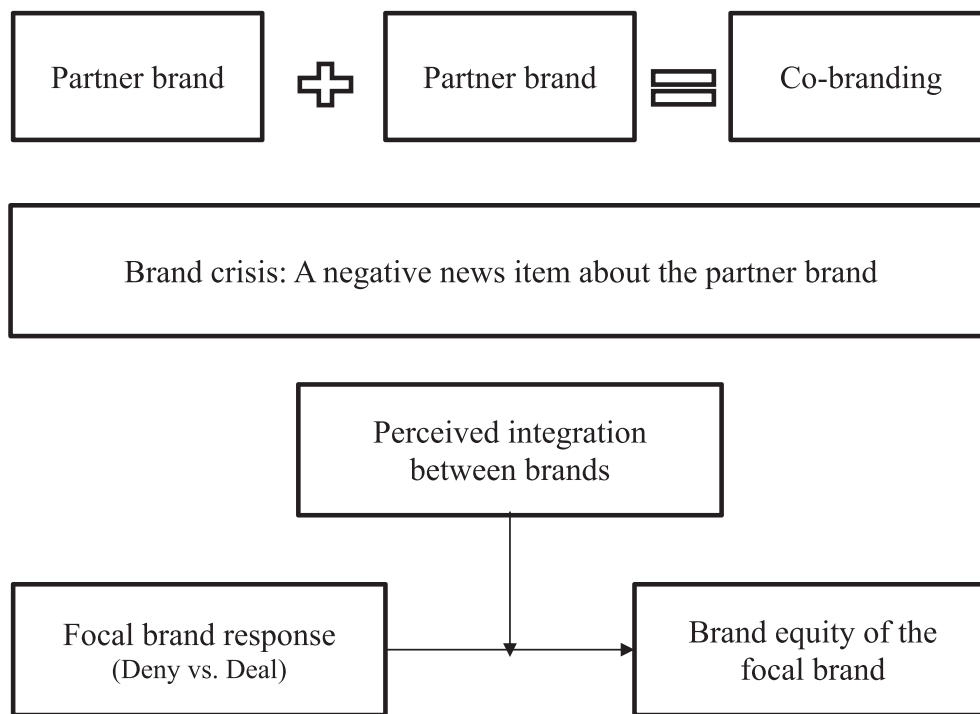 Partner brand
Partner brand
Co-branding
Brand crisis: A negative news item about the partner brand
Perceived integration
between brands
Focal brand response
(Deny vs. Deal)
Brand equity of the
focal brand